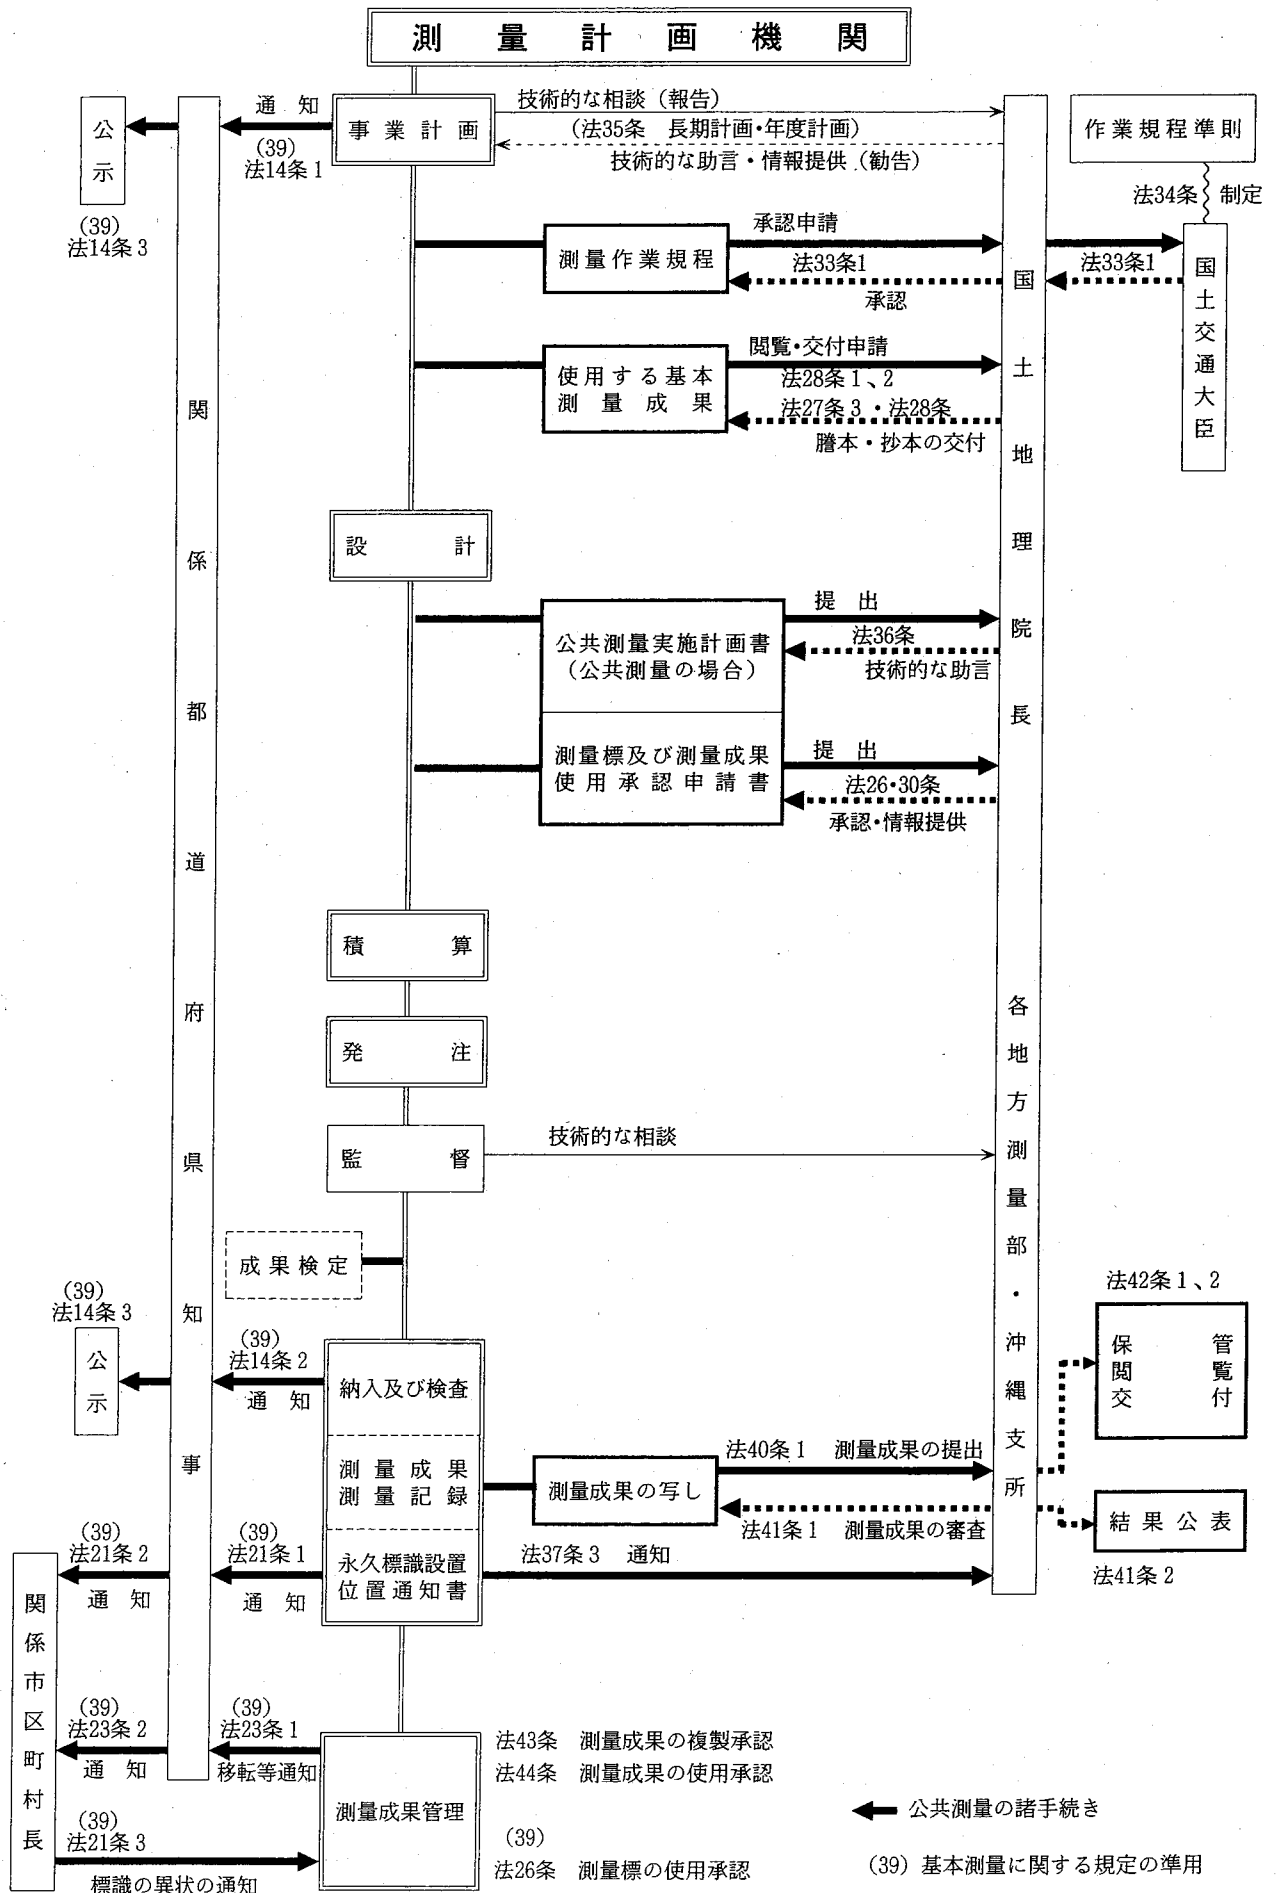 測量計画機関
通知
(39)
法14条1
公示
(39)
法14条3
事業計画
技術的な相談(報告)
(法35条 長期計画・年度計画)
技術的な助言・情報提供(勧告)
作業規程準則
法34条 制定
国土交通大臣
測量作業規程
承認申請
法33条1
承認
法33条1
使用する基本
測量成果
閲覧・交付申請
法28条1、2
法27条3・法28条
謄本・抄本の交付
関係都道府県知事
国土地理院長
各地方測量部・沖縄支所
設計
公共測量実施計画書
(公共測量の場合)
提出
法36条
技術的な助言
測量標及び測量成果
使用承認申請書
提出
法26・30条
承認・情報提供
積算
発注
監督
技術的な相談
成果検定
(39)
法14条3
公示
(39)
法14条2
通知
納入及び検査
測量成果
測量記録
測量成果の写し
法40条1 測量成果の提出
法41条1 測量成果の審査
法42条1、2
保管
閲覧
交付
結果公表
法41条2
永久標識設置
位置通知書
法37条3 通知
(39)
法21条1
通知
(39)
法21条2
通知
関係市区町村長
(39)
法23条2
通知
(39)
法23条1
移転等通知
測量成果管理
法43条 測量成果の複製承認
法44条 測量成果の使用承認
(39)
法26条 測量標の使用承認
(39)
法21条3
標識の異状の通知
公共測量の諸手続き
(39) 基本測量に関する規定の準用